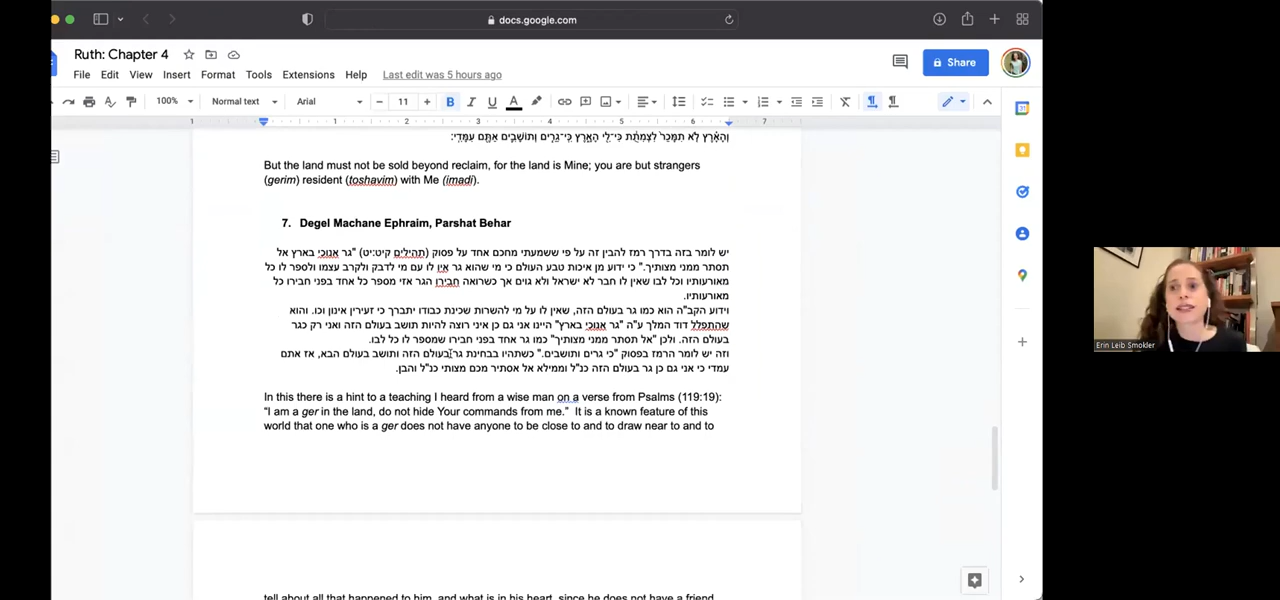 docs.google.com
Ruth: Chapter 4
File Edit View Insert Format Tools Extensions Help Last edit was 5 hours ago
Share
100% Normal text Arial 11
1 1 2 3 4 5 6 7
וְהָאָ֗רֶץ לֹ֤א תִמָּכֵר֙ לִצְמִתֻ֔ת כִּי־לִ֖י הָאָ֑רֶץ כִּֽי־גֵרִ֧ים וְתוֹשָׁבִ֛ים אַתֶּ֖ם עִמָּדִֽי׃
But the land must not be sold beyond reclaim, for the land is Mine; you are but strangers
(gerim) resident (toshavim) with Me (imadi).
7. Degel Machane Ephraim, Parshat Behar
יש לומר בזה בדרך רמז להבין זה על פי ששמעתי מחכם אחד על פסוק (תהילים קיט:יט) "גר אנוכי בארץ אל
תסתר ממני מצותיך." כי ידוע מן איכות טבע העולם כי מי שהוא גר אין לו עם מי לדבק ולקרב עצמו ולספר לו כל
מאורעותיו וכל לבו שאין לו חבר לא ישראל ולא גוים אך כשרואה חבירו הגר אזי מספר כל אחד בפני חבירו כל
מאורעותיו.
וידוע הקב"ה הוא כמו גר בעולם הזה, שאין לו על מי להשרות שכינת כבודו יתברך כי זעירין אינון וכו. והוא
שהתפלל דוד המלך ע"ה "גר אנוכי בארץ" היינו אני גם כן איני רוצה להיות תושב בעולם הזה ואני רק כגר
בעולם הזה. ולכן "אל תסתר ממני מצותיך" כמו גר אחד בפני חבירו שמספר לו כל לבו.
וזה יש לומר הרמז בפסוק "כי גרים ותושבים." כשתהיו בבחינת גר בעולם הזה ותושב בעולם הבא, אז אתם
עמדי כי אני גם כן גר בעולם הזה כנ"ל וממילא אל אסתיר מכם מצותי כנ"ל והבן.
In this there is a hint to a teaching I heard from a wise man on a verse from Psalms (119:19):
“I am a ger in the land, do not hide Your commands from me.” It is a known feature of this
world that one who is a ger does not have anyone to be close to and to draw near to and to
tell about all that happened to him, and what is in his heart, since he does not have a friend
Erin Leib Smokler